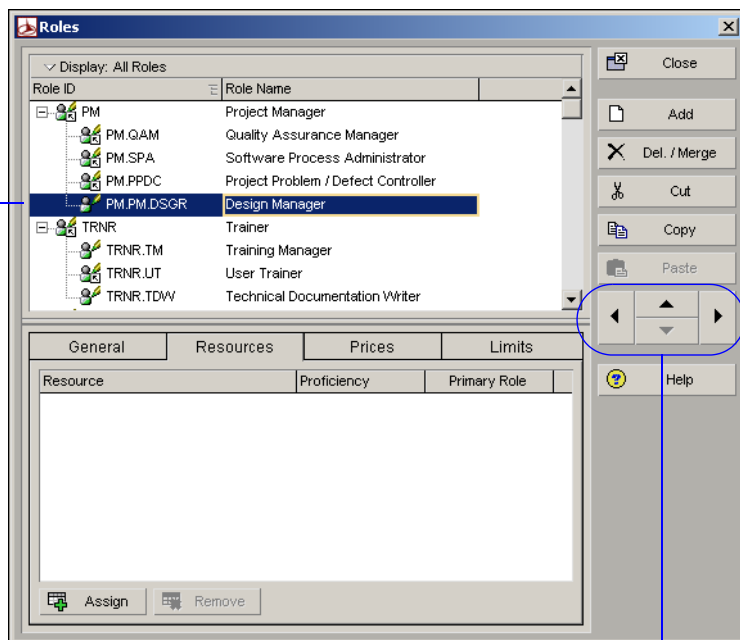 Roles
Display: All Roles
Role ID Role Name
PM Project Manager
PM.QAM Quality Assurance Manager
PM.SPA Software Process Administrator
PM.PPDC Project Problem / Defect Controller
PM.PM.DSGR Design Manager
TRNR Trainer
TRNR.TM Training Manager
TRNR.UT User Trainer
TRNR.TDW Technical Documentation Writer
Close
Add
Del. / Merge
Cut
Copy
Paste
Help
General Resources Prices Limits
Resource Proficiency Primary Role
Assign Remove